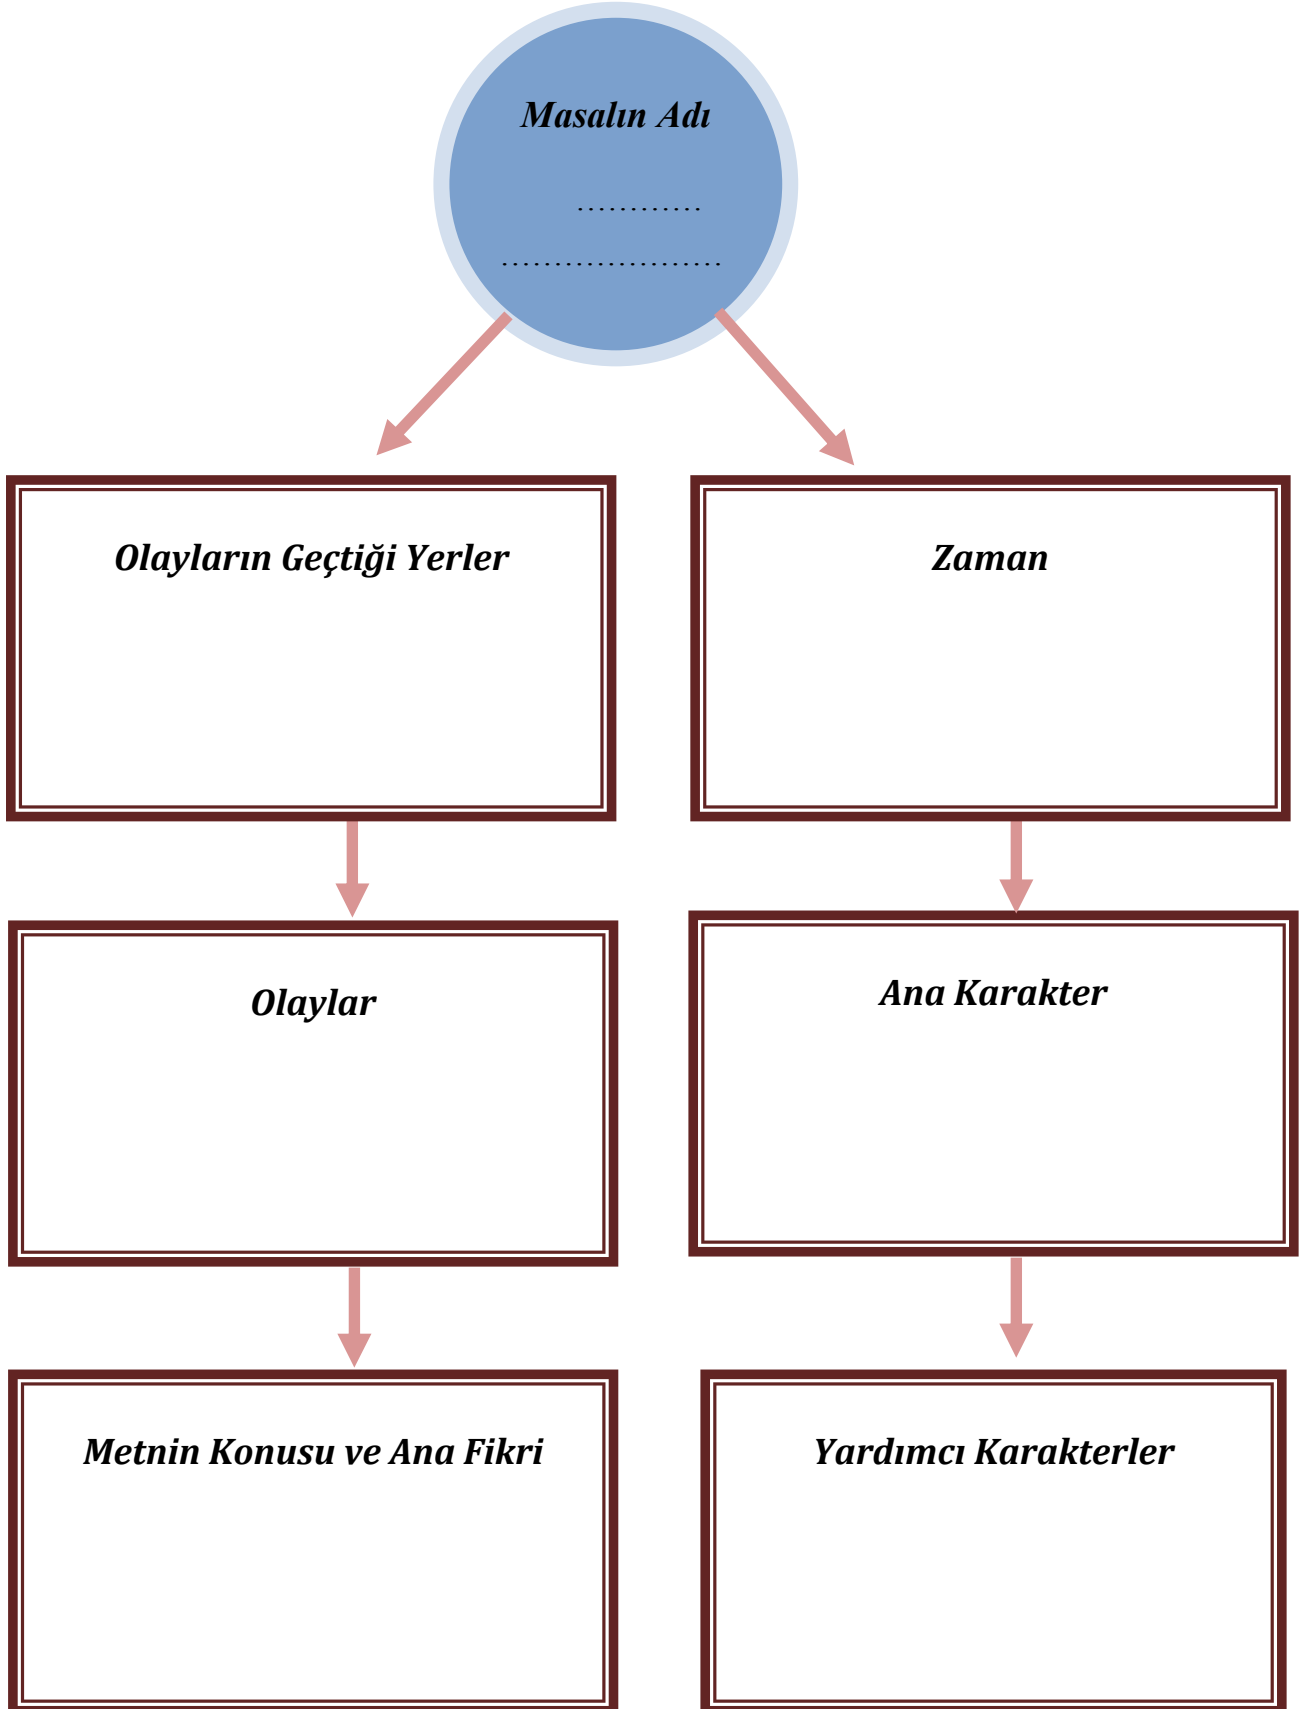 Masalın Adı
............
.....................
Olayların Geçtiği Yerler
Zaman
Olaylar
Ana Karakter
Metnin Konusu ve Ana Fikri
Yardımcı Karakterler